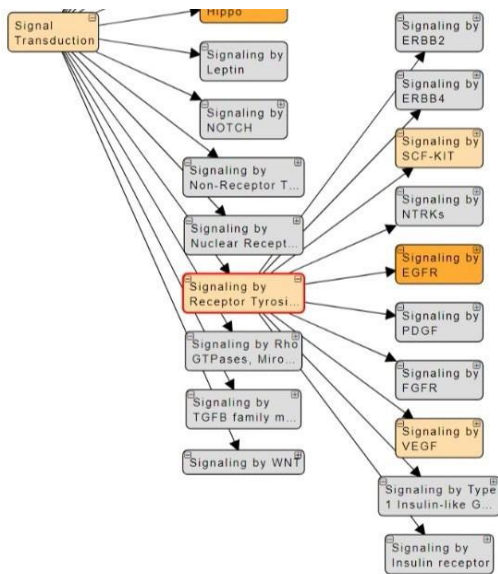 Hippo
Signal
Transduction
Signaling by
Leptin
Signaling by
NOTCH
Signaling by
Non-Receptor T...
Signaling by
Nuclear Recept...
Signaling by
Receptor Tyrosi...
Signaling by Rho
GTPases, Miro...
Signaling by
TGFB family m...
Signaling by WNT
Signaling by
ERBB2
Signaling by
ERBB4
Signaling by
SCF-KIT
Signaling by
NTRKs
Signaling by
EGFR
Signaling by
PDGF
Signaling by
FGFR
Signaling by
VEGF
Signaling by Type
1 Insulin-like G...
Signaling by
Insulin receptor